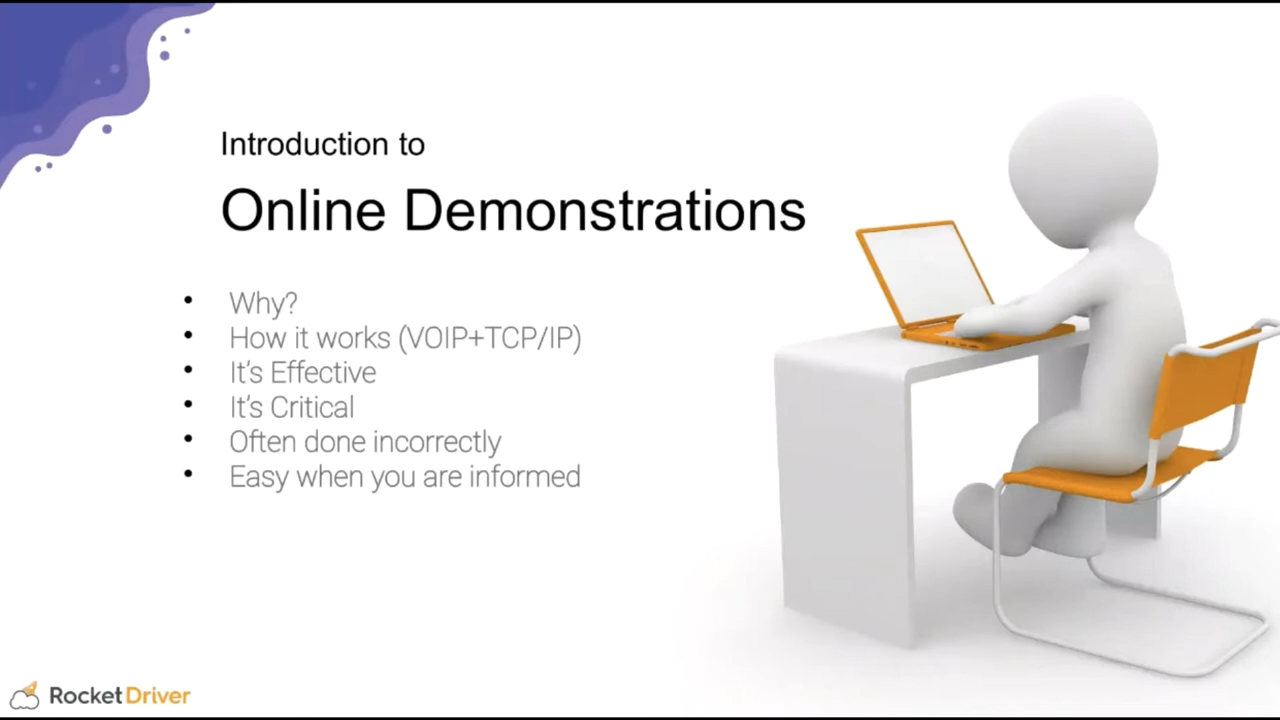 Introduction to
Online Demonstrations
• Why?
• How it works (VOIP+TCP/IP)
• It's Effective
• It's Critical
• Often done incorrectly
• Easy when you are informed
RocketDriver